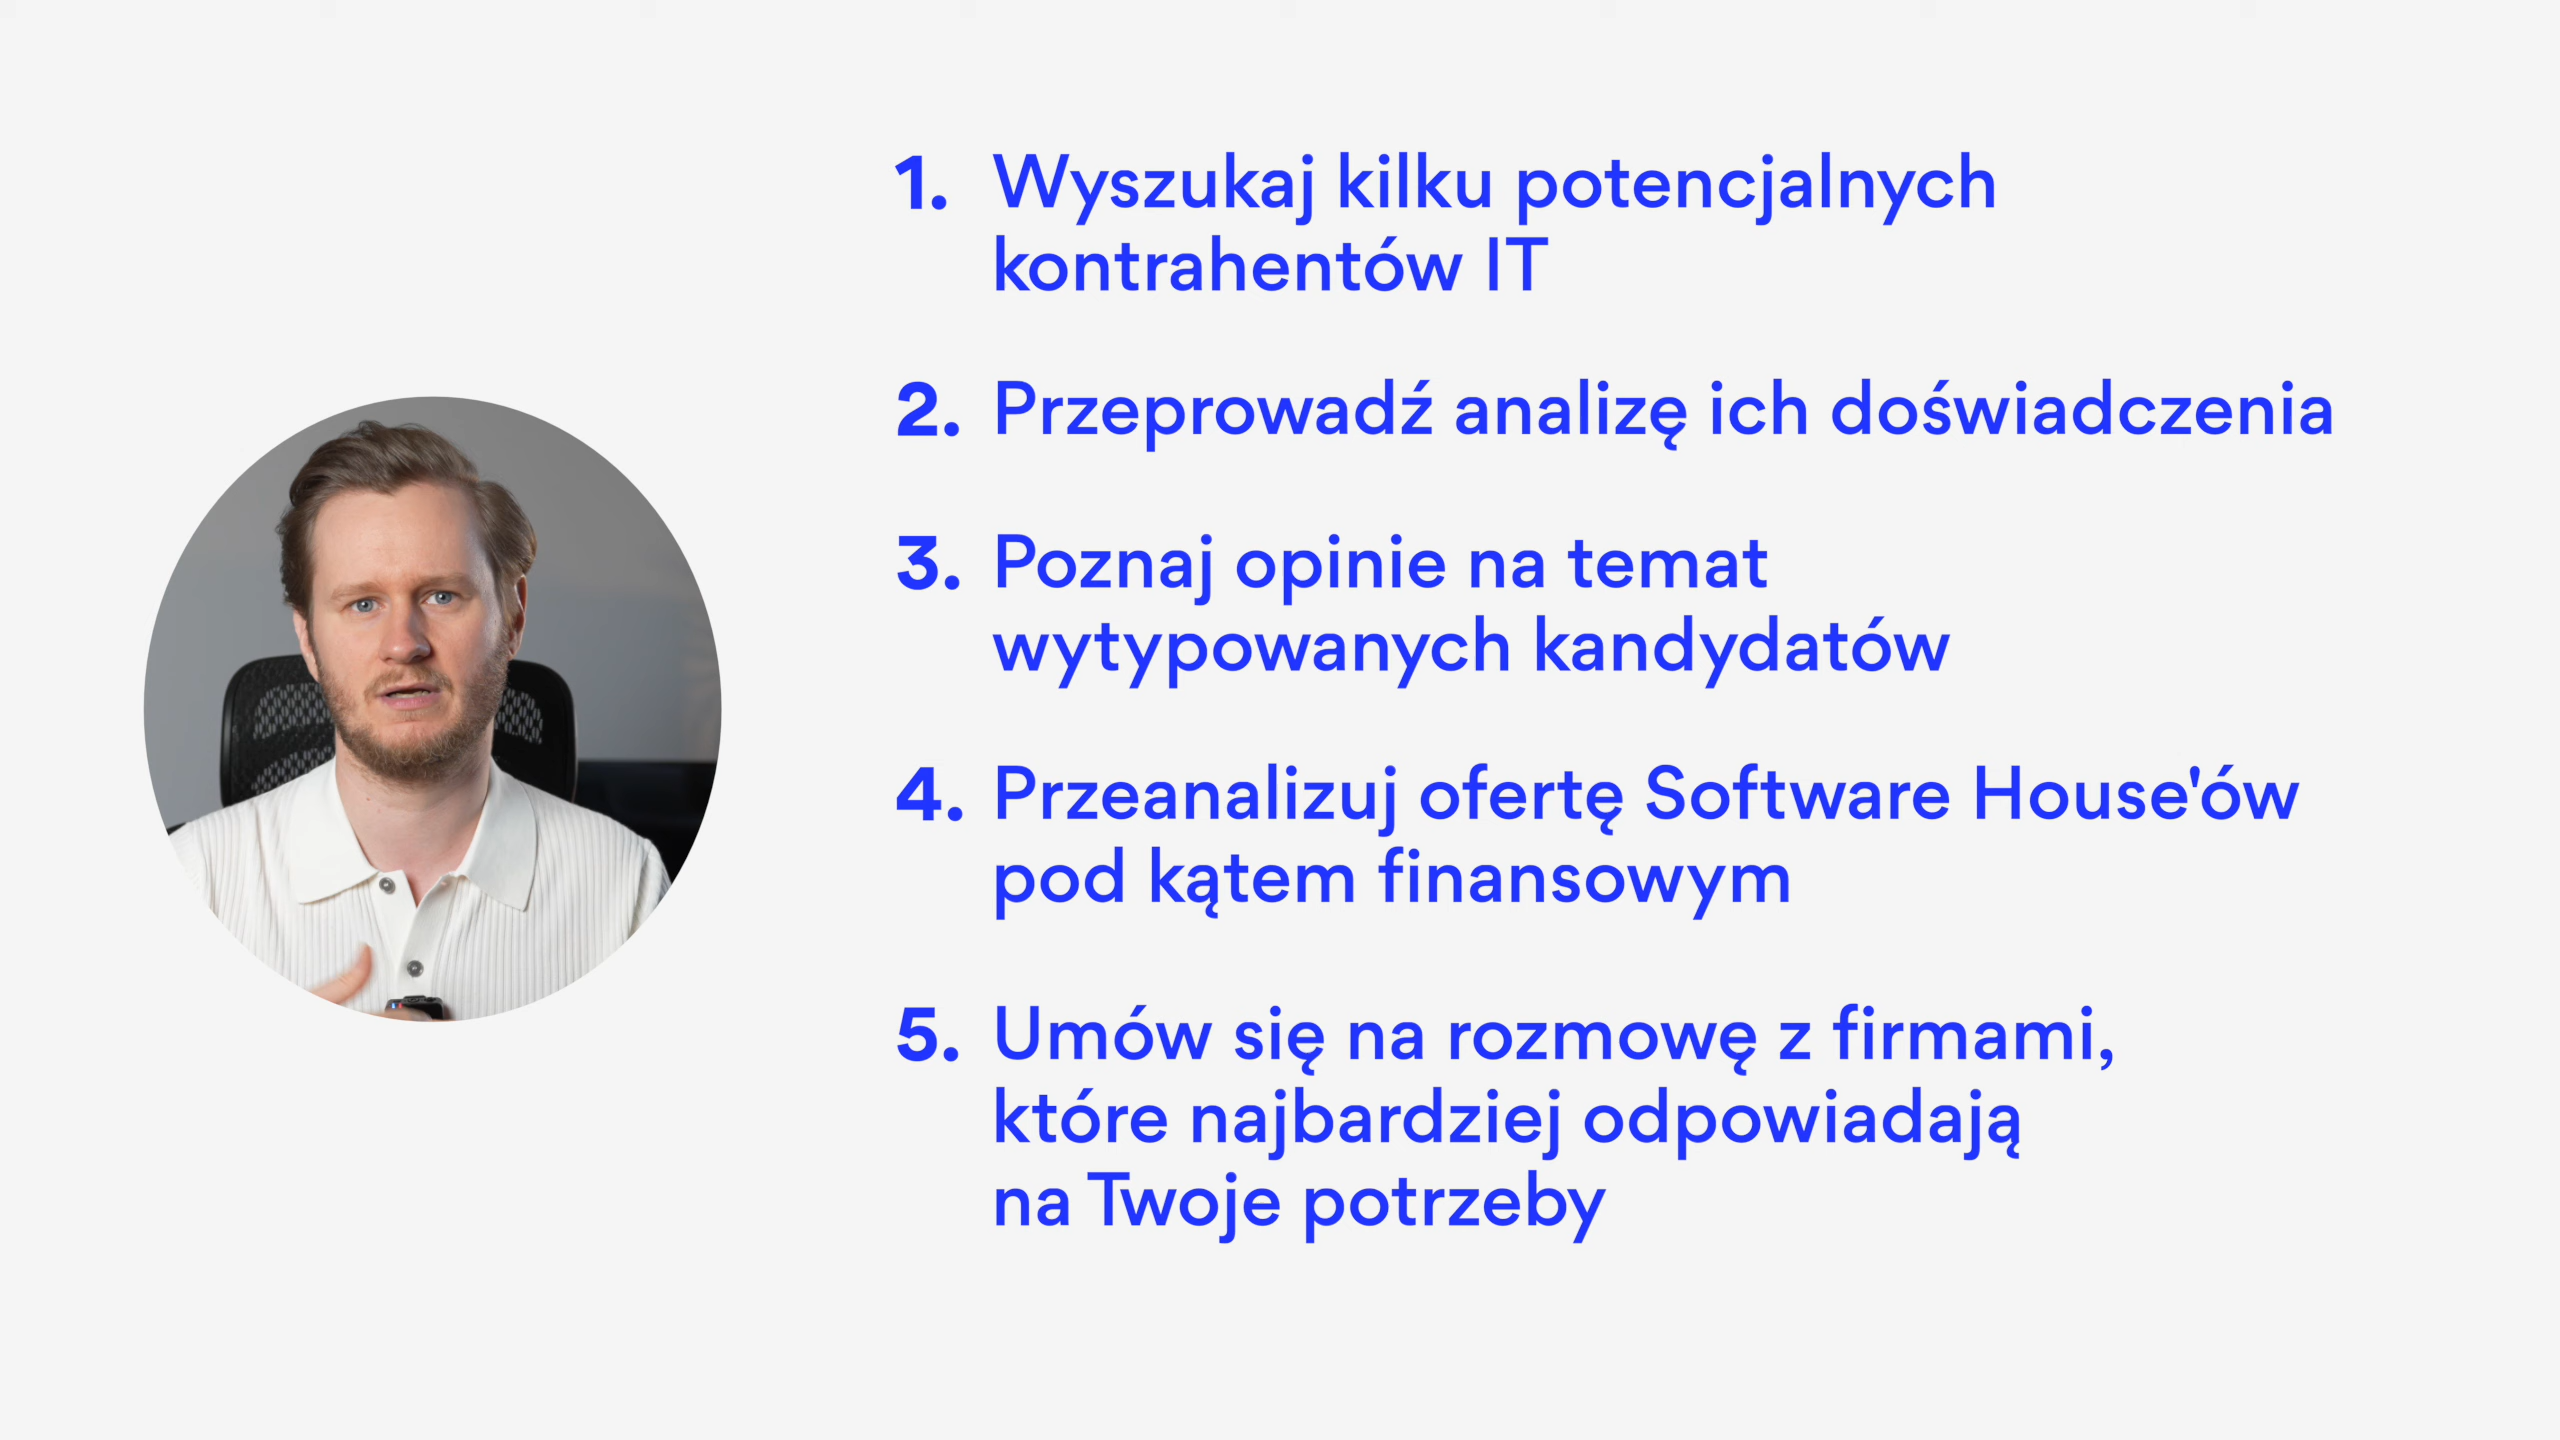 1. Wyszukaj kilku potencjalnych
kontrahentów IT
2. Przeprowadź analizę ich doświadczenia
3. Poznaj opinie na temat
wytypowanych kandydatów
4. Przeanalizuj ofertę Software House'ów
pod kątem finansowym
5. Umów się na rozmowę z firmami,
które najbardziej odpowiadają
na Twoje potrzeby